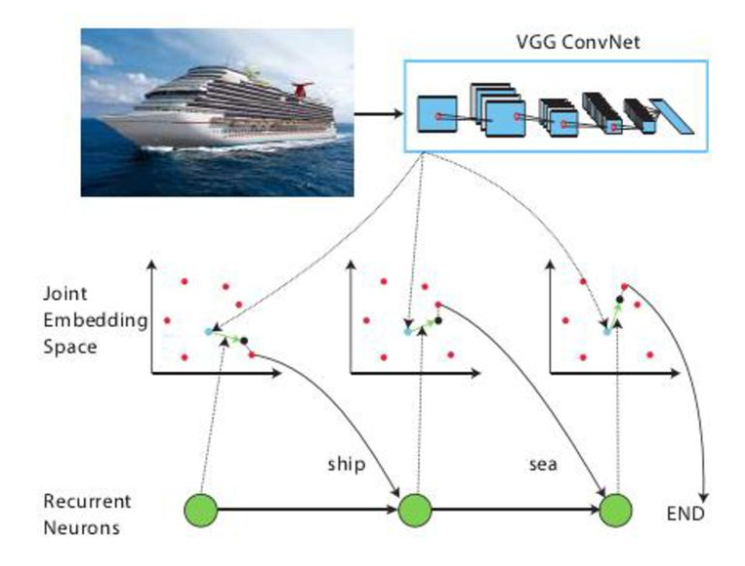 VGG ConvNet
Joint
Embedding
Space
ship
sea
Recurrent
Neurons
END